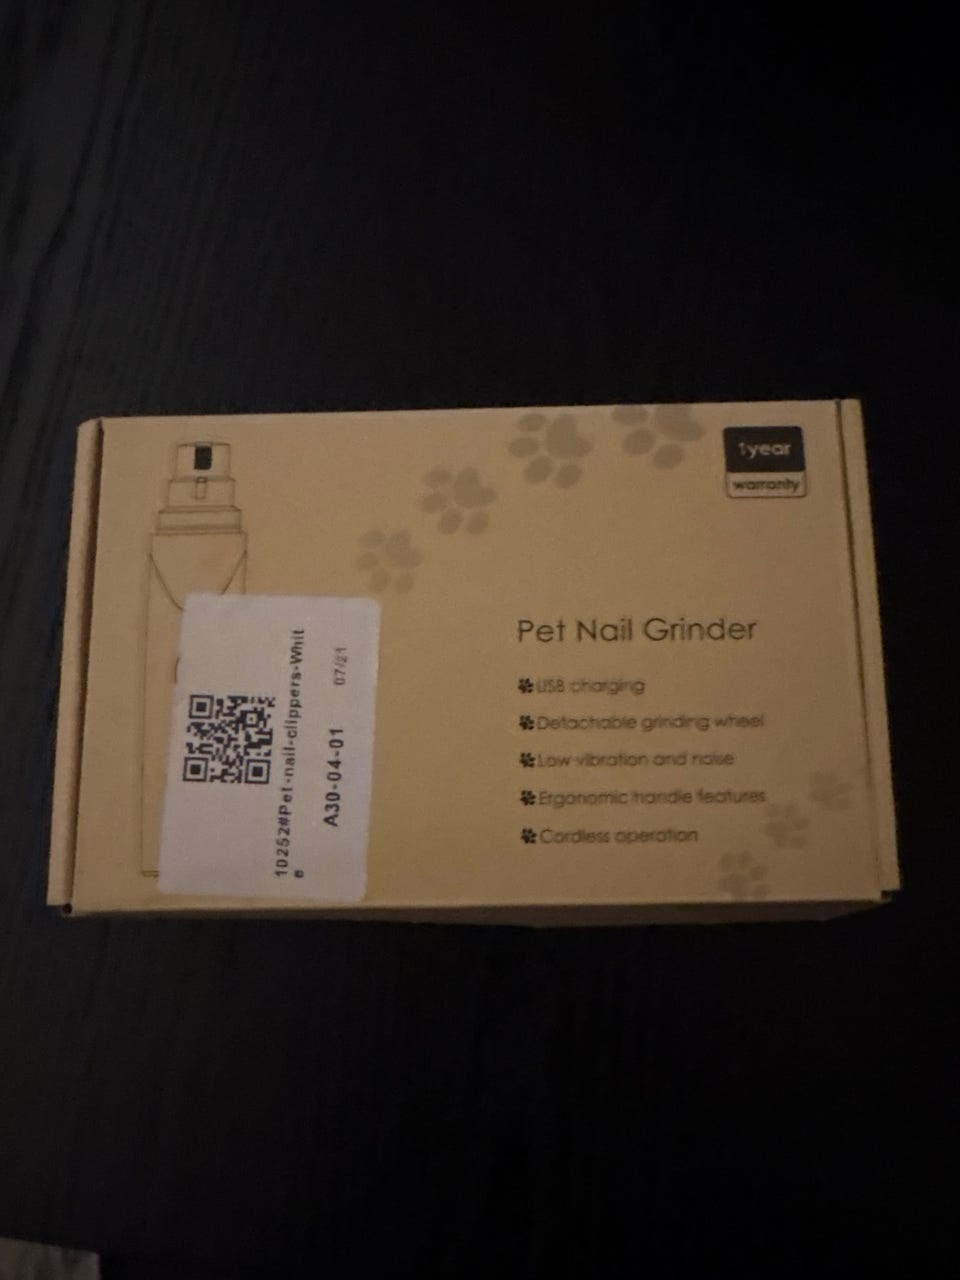 1year
warranty
Pet Nail Grinder
USB charging
Detachable grinding wheel
Low vibration and noise
Ergonomic handle features
Cordless operation
10252#Pet-nail-clippers-Whit
e
A30-04-01
07/21